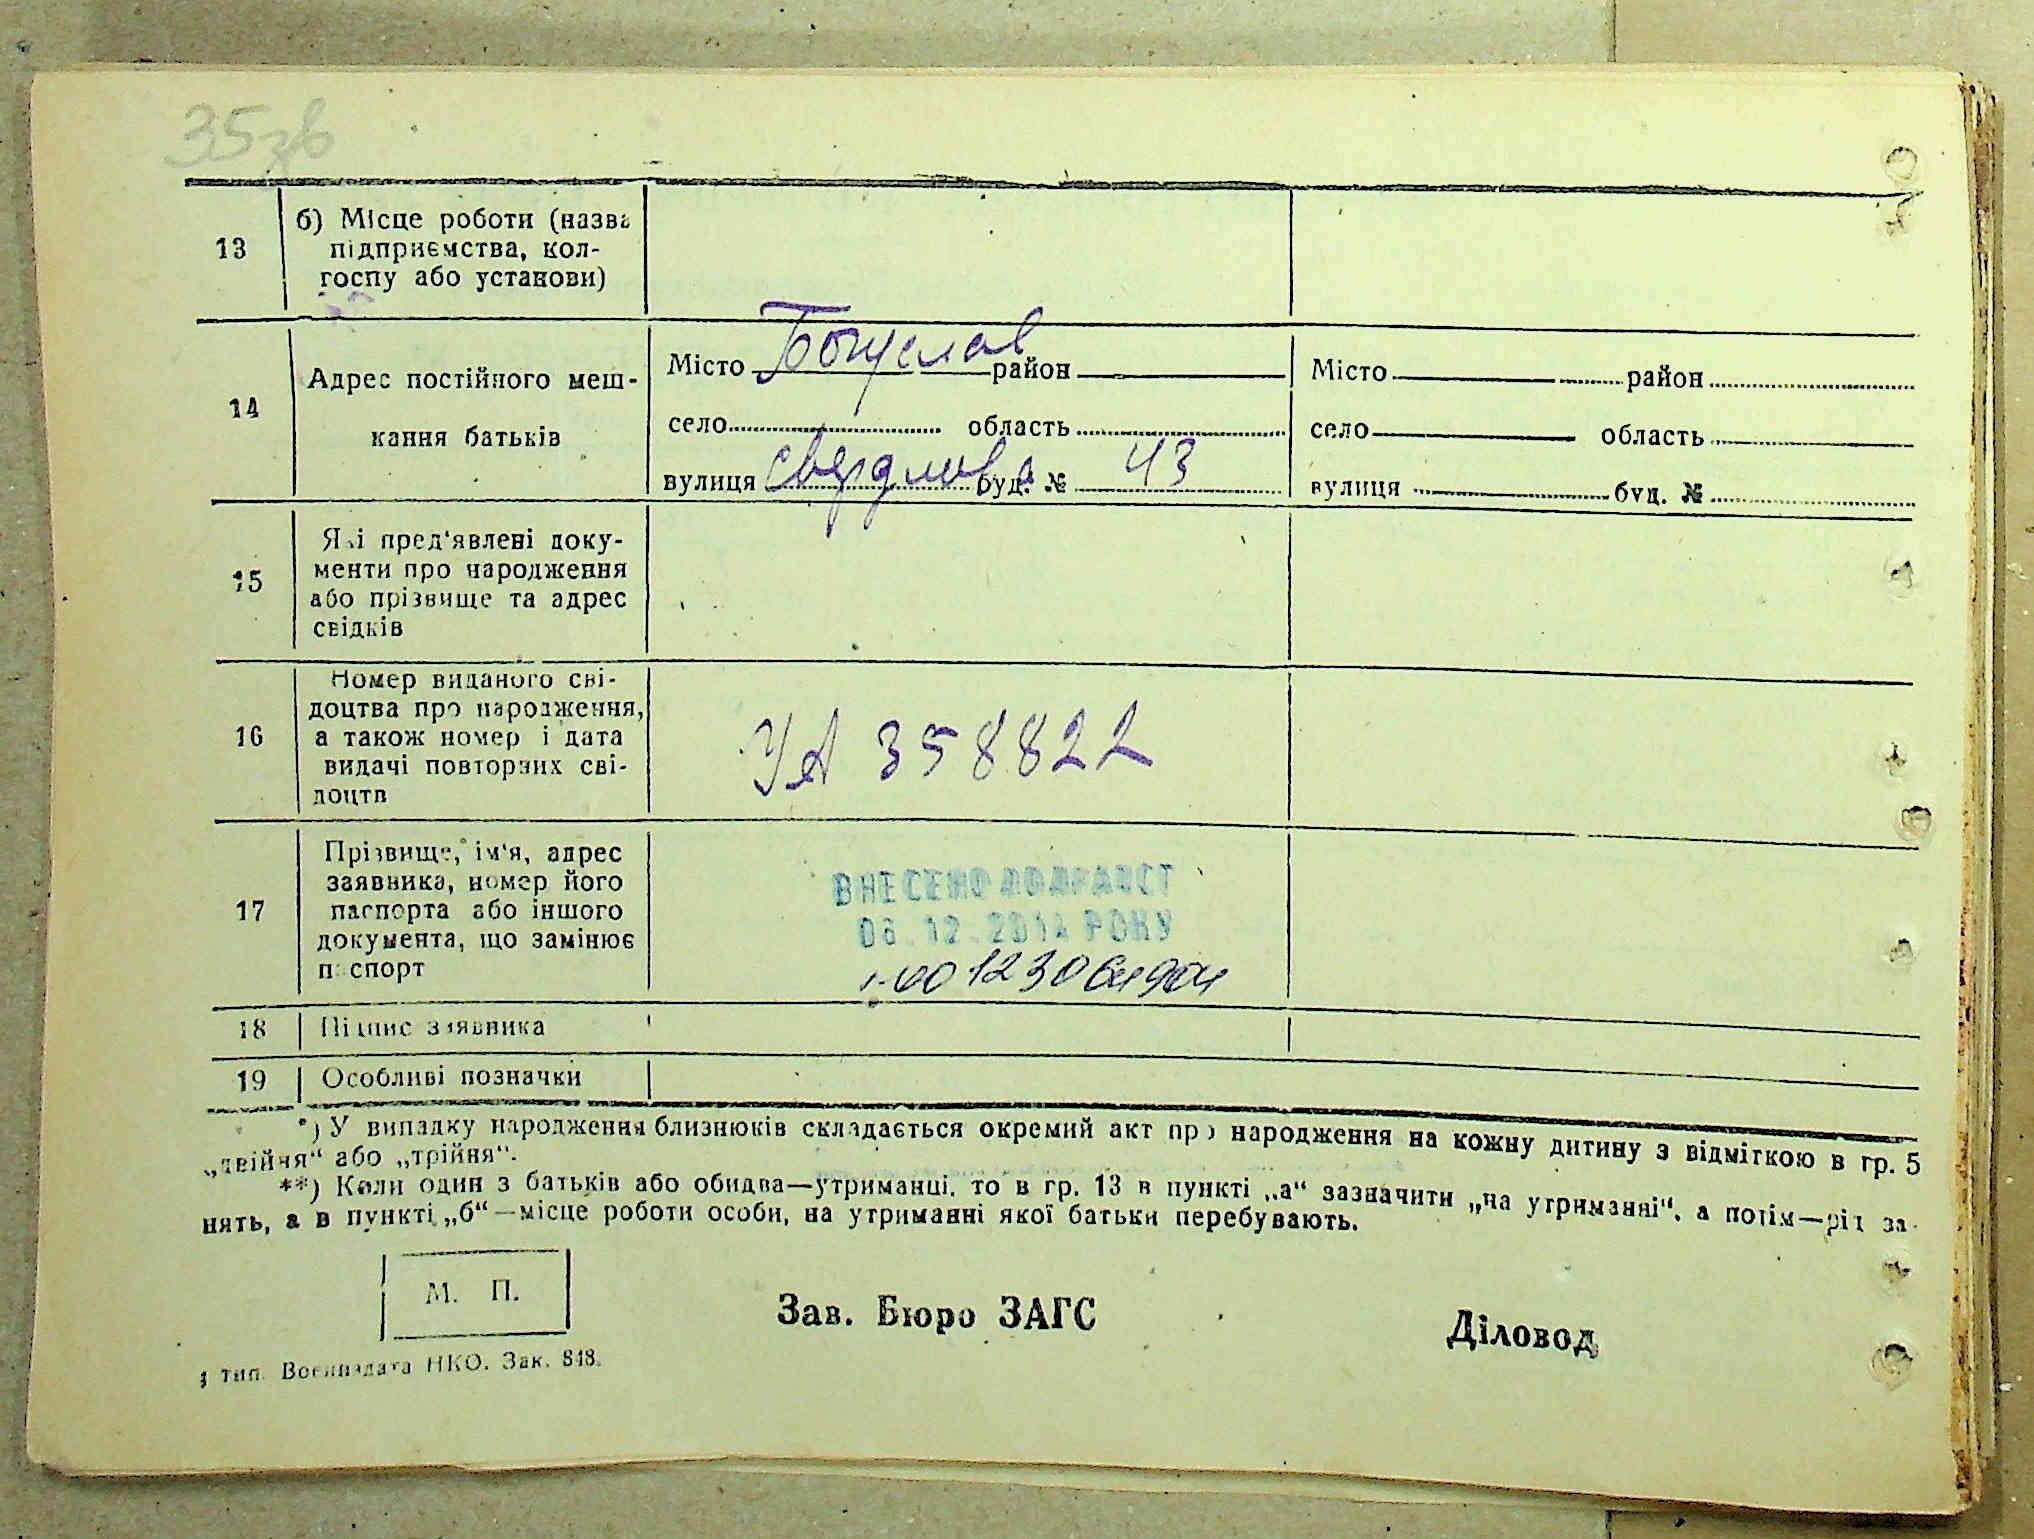 35зв
13
б) Місце роботи (назва
підприємства, кол-
госпу або установи)
14
Адрес постійного меш-
кання батьків
Місто Богуслав район
село область
вулиця Свердлова буд. № 43
Місто район
село область
вулиця буд. №
15
Які пред'явлені доку-
менти про народження
або прізвище та адрес
свідків
16
Номер виданого сві-
доцтва про народження,
а також номер і дата
видачі повторних сві-
доцтв
УА 358822
17
Прізвище, ім'я, адрес
заявника, номер його
паспорта або іншого
документа, що замінює
паспорт
ВНЕСЕНО ДО ДРАЦСГ
06.12.2014 РОКУ
18
Підпис заявника
19
Особливі позначки
*) У випадку народження близнюків складається окремий акт про народження на кожну дитину з відміткою в гр. 5
„двійня“ або „трійня“.
**) Коли один з батьків або обидва—утриманці, то в гр. 13 в пункті „а“ зазначити „на утриманні“, а потім—рід за-
нять, а в пункті „б“—місце роботи особи, на утриманні якої батьки перебувають.
М. П.
Зав. Бюро ЗАГС
Діловод
тип. Воениздата НКО. Зак. 848.